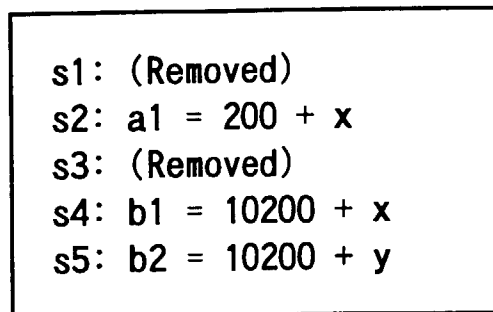 s1: (Removed)
s2: a1 = 200 + x
s3: (Removed)
s4: b1 = 10200 + x
s5: b2 = 10200 + y